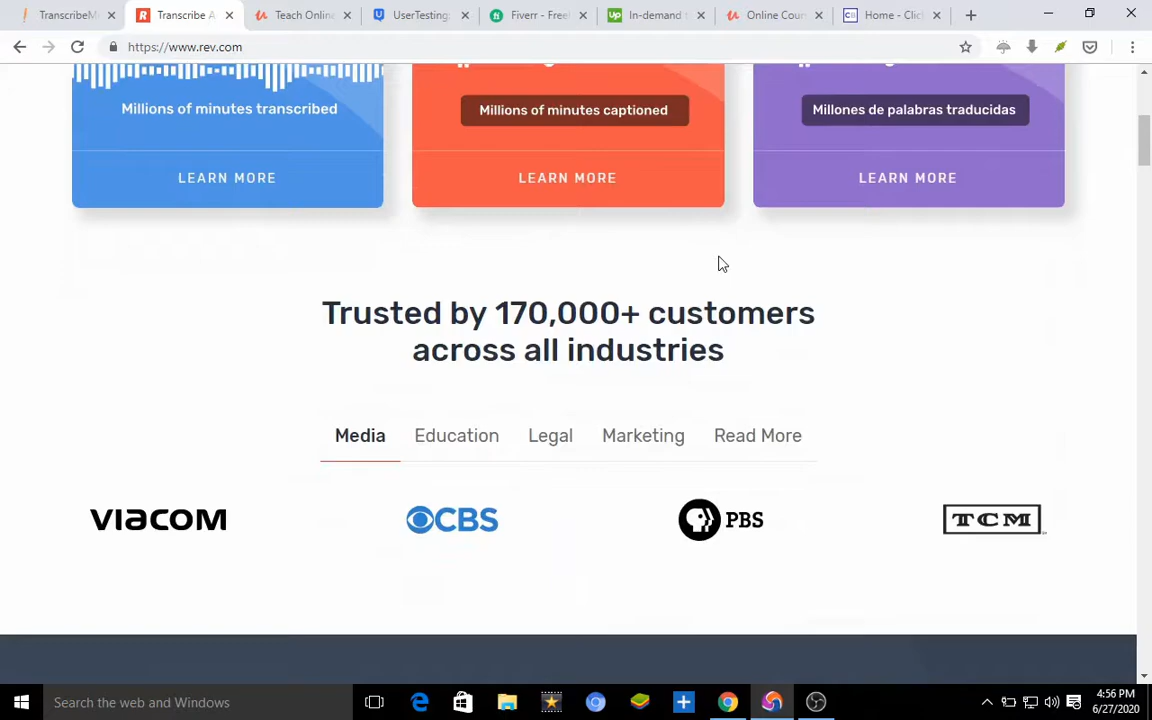 TranscribeM
Transcribe A
Teach Online
UserTesting:
Fiverr - Free
In-demand t
Online Cour
Home - Clic
https://www.rev.com
Millions of minutes transcribed
Millions of minutes captioned
Millones de palabras traducidas
LEARN MORE
LEARN MORE
LEARN MORE
Trusted by 170,000+ customers
across all industries
Media
Education
Legal
Marketing
Read More
VIACOM
CBS
PBS
TCM
Search the web and Windows
4:56 PM
6/27/2020